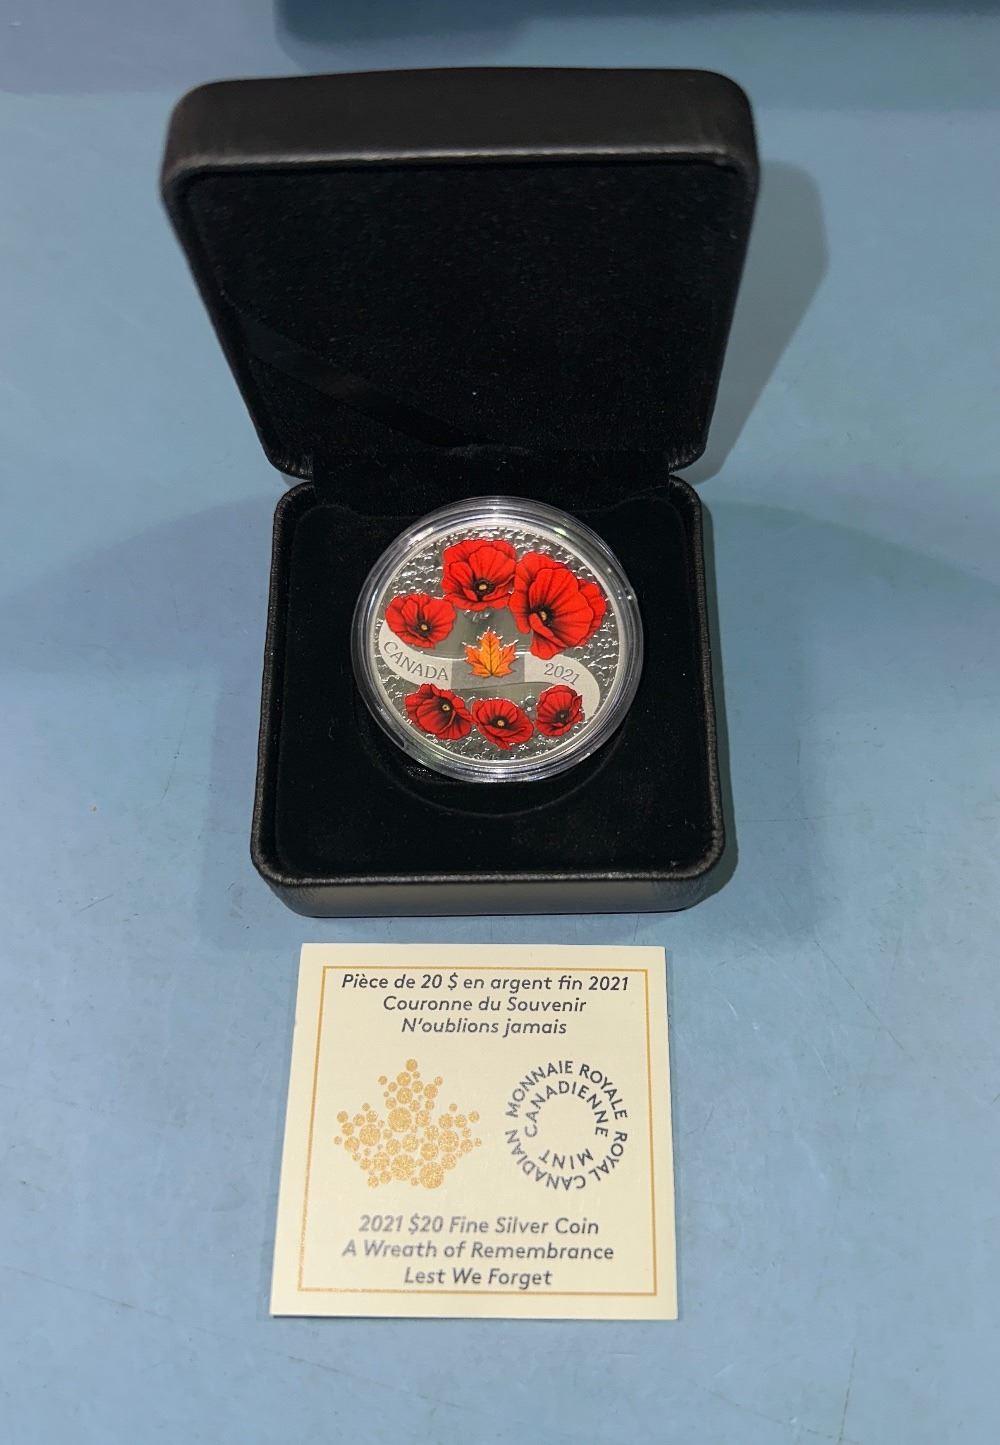 CANADA
2021
Pièce de 20 $ en argent fin 2021
Couronne du Souvenir
N'oublions jamais
MONNAIE ROYALE
CANADIENNE
ROYAL CANADIAN
MINT
2021 $20 Fine Silver Coin
A Wreath of Remembrance
Lest We Forget